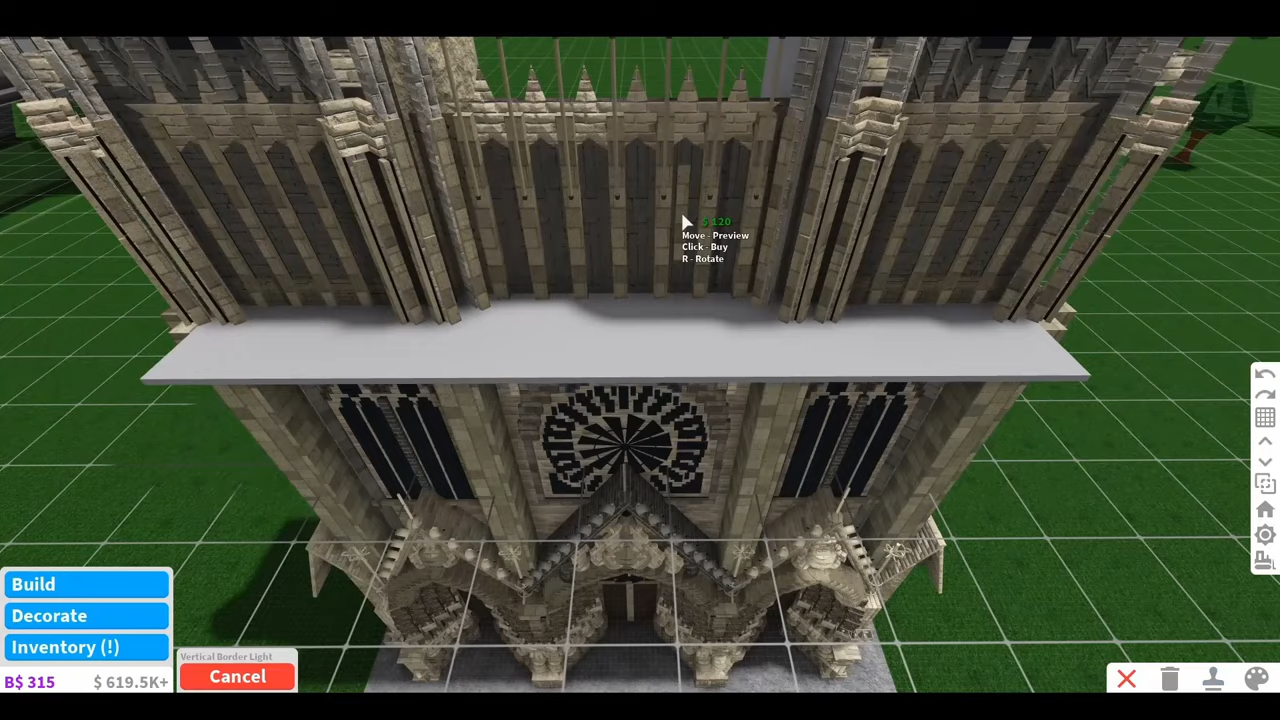 $ 120
Move - Preview
Click - Buy
R - Rotate
Build
Decorate
Inventory (!)
B$ 315
$ 619.5K+
Vertical Border Light
Cancel